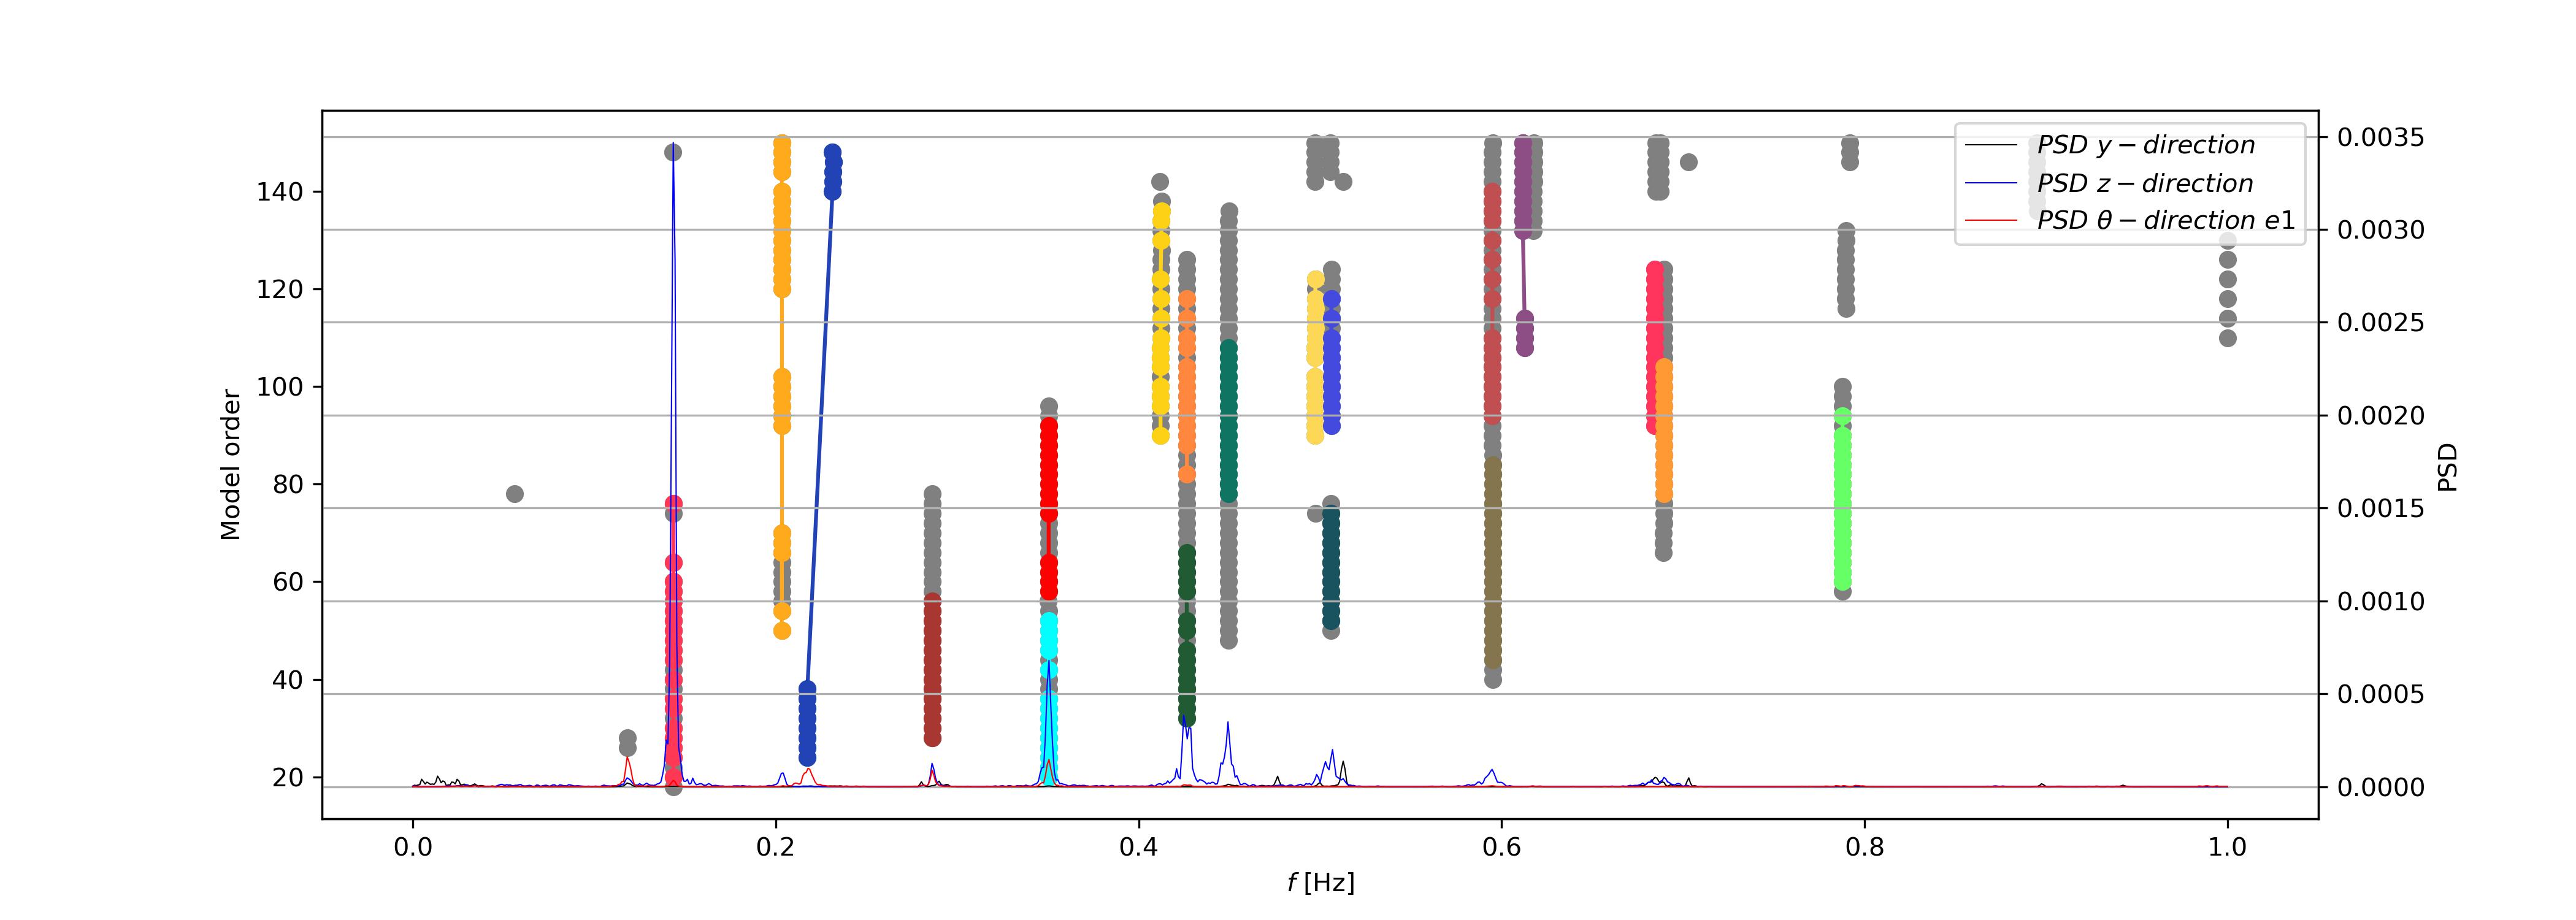 PSD y − direction
PSD z − direction
PSD θ − direction e1
Model order
140
120
100
80
60
40
20
0.0035
0.0030
0.0025
0.0020
0.0015
0.0010
0.0005
0.0000
PSD
0.0 0.2 0.4 0.6 0.8 1.0
f [Hz]